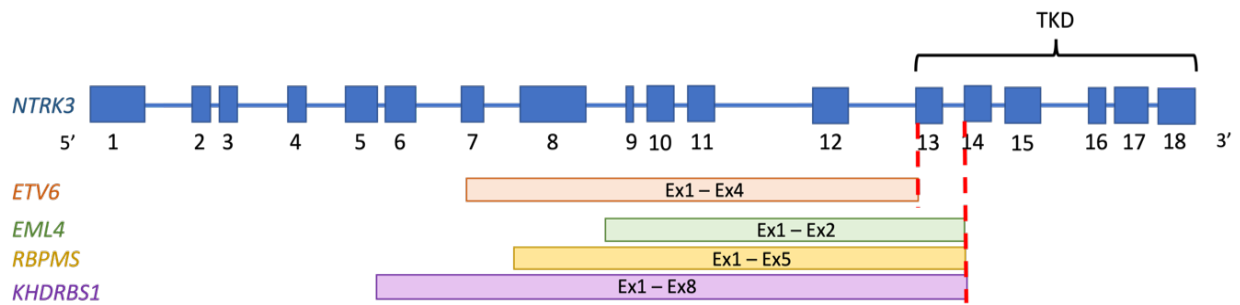 TKD
NTRK3
5’ 1 2 3 4 5 6 7 8 9 10 11 12 13 14 15 16 17 18 3’
ETV6 Ex1 – Ex4
EML4 Ex1 – Ex2
RBPMS Ex1 – Ex5
KHDRBS1 Ex1 – Ex8